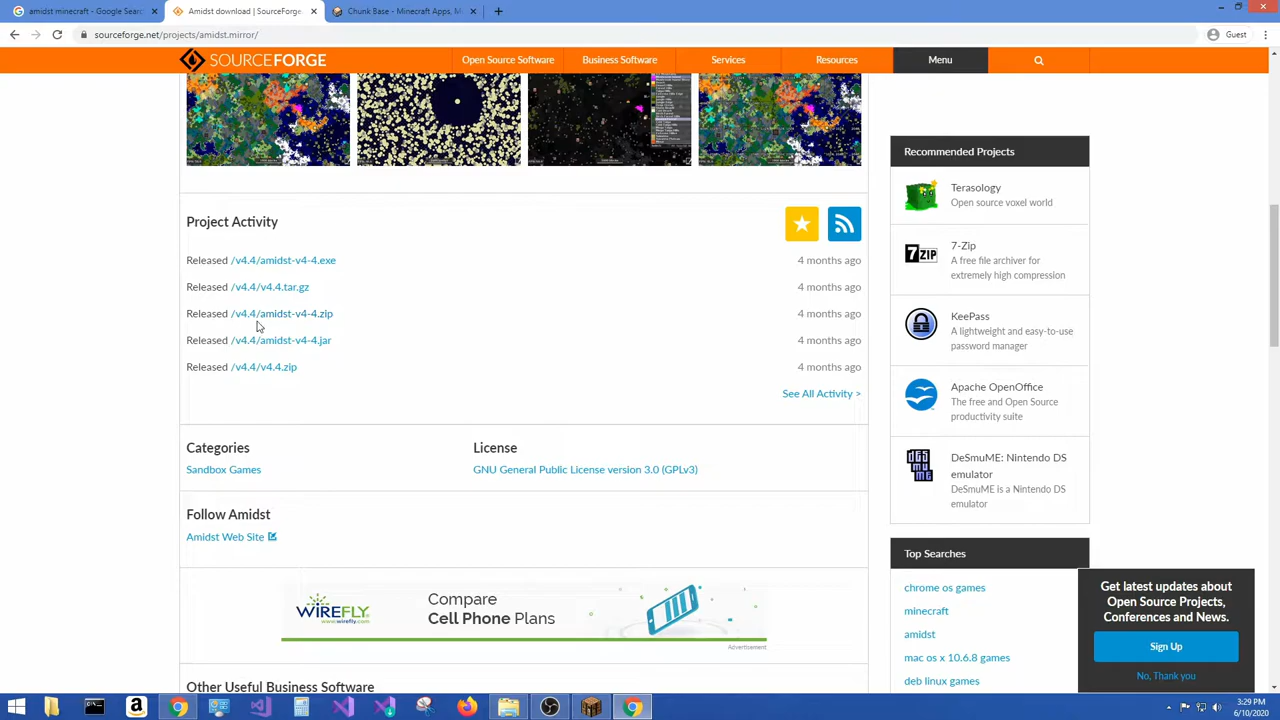 amidst minecraft - Google Searc
Amidst download | SourceForge.
Chunk Base - Minecraft Apps, M
sourceforge.net/projects/amidst.mirror/
Guest
SOURCEFORGE
Open Source Software
Business Software
Services
Resources
Menu
Project Activity
Released /v4.4/amidst-v4-4.exe
4 months ago
Released /v4.4/v4.4.tar.gz
4 months ago
Released /v4.4/amidst-v4-4.zip
4 months ago
Released /v4.4/amidst-v4-4.jar
4 months ago
Released /v4.4/v4.4.zip
4 months ago
See All Activity >
Categories
Sandbox Games
License
GNU General Public License version 3.0 (GPLv3)
Follow Amidst
Amidst Web Site
WIREFLY
www.wirefly.com
Compare
Cell Phone Plans
Advertisement
Other Useful Business Software
Recommended Projects
Terasology
Open source voxel world
7ZIP
7-Zip
A free file archiver for
extremely high compression
KeePass
A lightweight and easy-to-use
password manager
Apache OpenOffice
The free and Open Source
productivity suite
DESMUME
DeSmuME: Nintendo DS
emulator
DeSmuME is a Nintendo DS
emulator
Top Searches
chrome os games
minecraft
amidst
mac os x 10.6.8 games
deb linux games
Get latest updates about
Open Source Projects,
Conferences and News.
Sign Up
No, Thank you
3:29 PM
6/10/2020